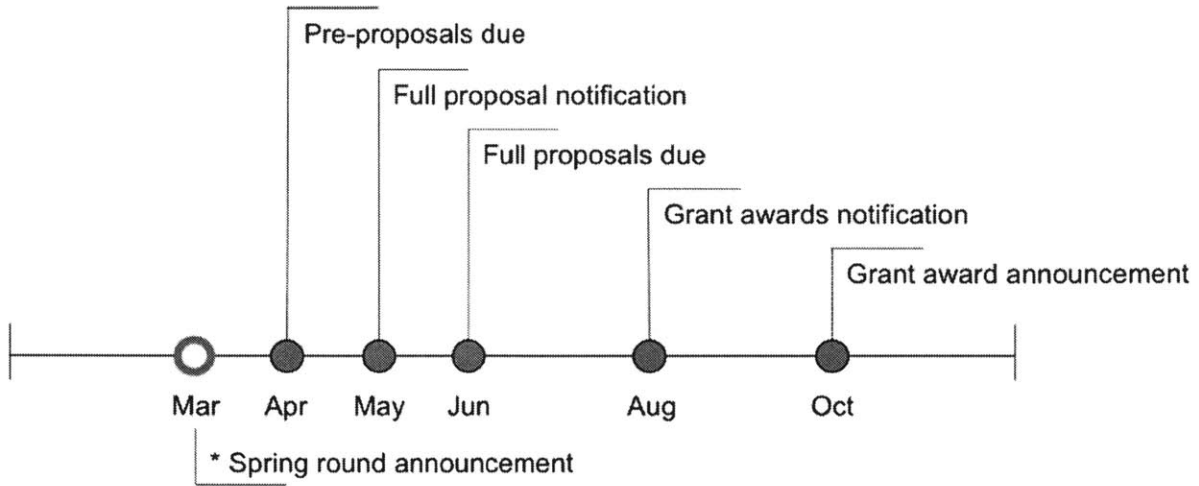 Pre-proposals due
Full proposal notification
Full proposals due
Grant awards notification
Grant award announcement
Mar Apr May Jun Aug Oct
* Spring round announcement